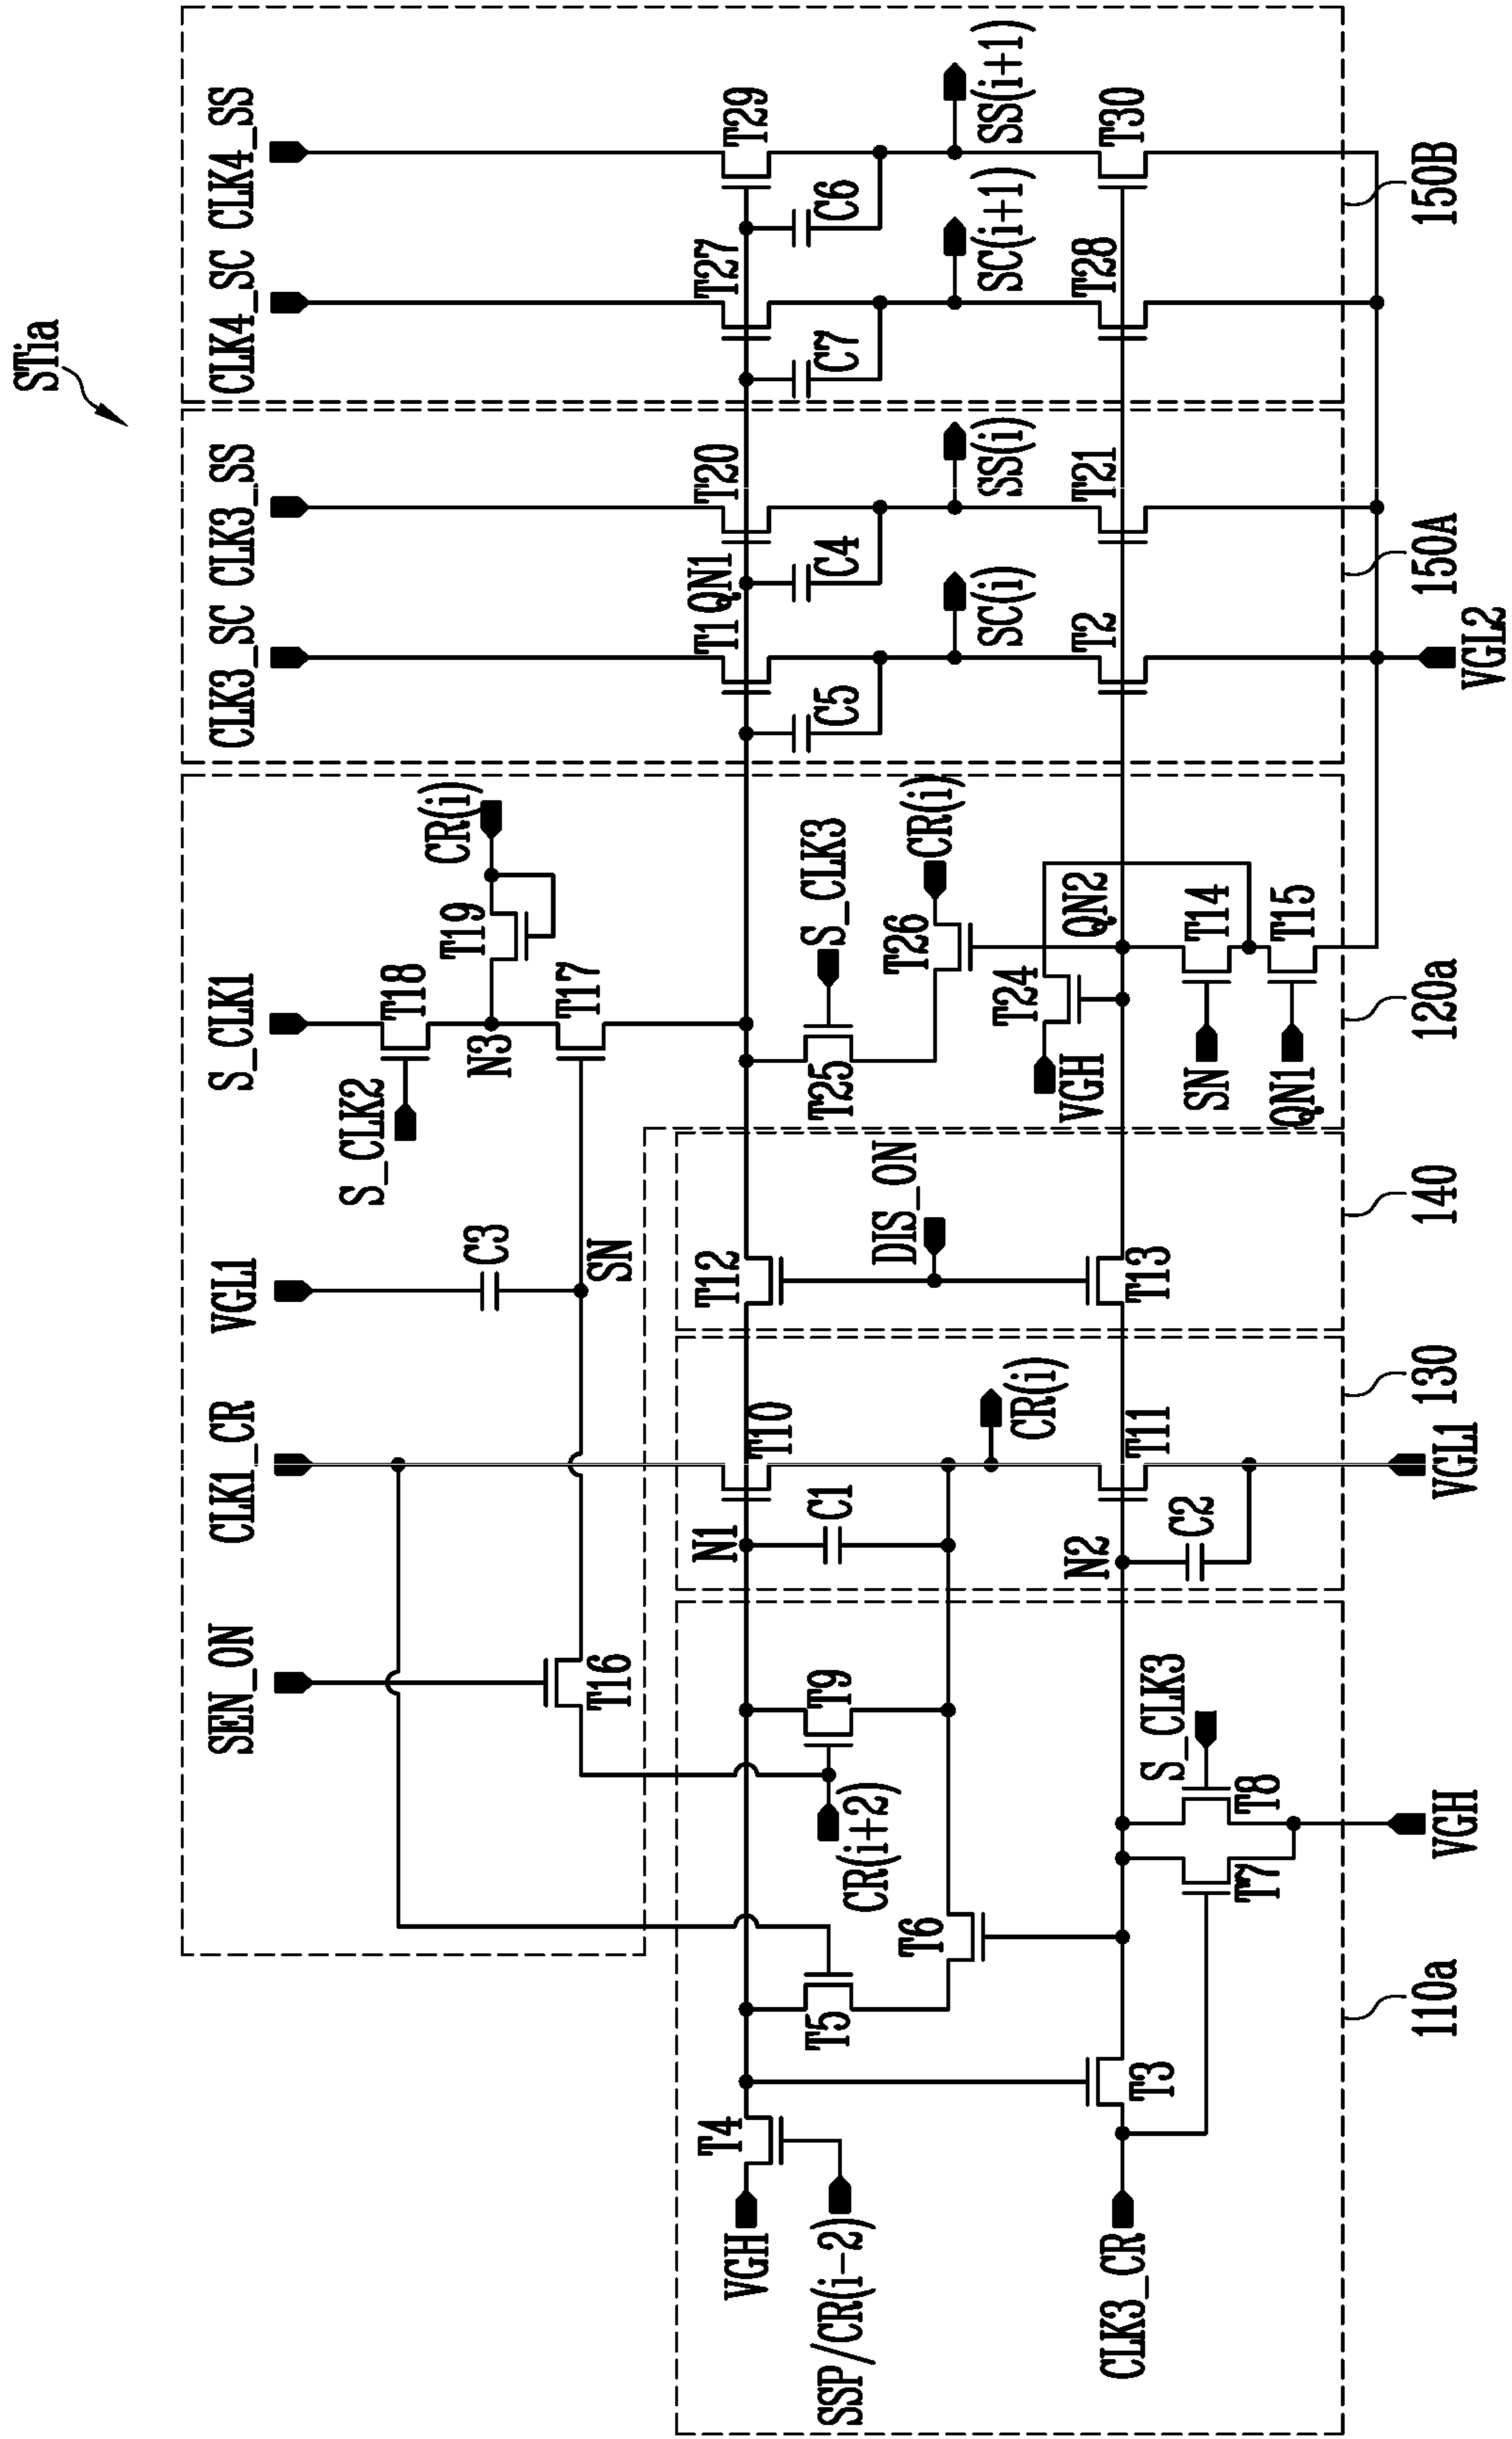 STia
CLK4_SS
CLK4_SC
CLK3_SS
CLK3_SC
S_CLK1
S_CLK2
VGL1
CLK1_CR
SEN_ON
T29
C6
T27
C7
T20
QN1
C4
T1
C5
SS(i+1)
SC(i+1)
SS(i)
SC(i)
T30
T28
T21
T2
VGL2
150B
150A
CR(i)
T19
T18
N3
T17
S_CLK3
T25
CR(i)
T26
QN2
T24
VGH
T14
SN
T15
QN1
120a
C3
SN
T12
DIS_ON
T13
140
T10
N1
C1
CR(i)
T11
N2
C2
VGL1
130
T16
T9
CR(i+2)
S_CLK3
T8
T7
VGH
T6
T5
T3
T4
VGH
SSP/CR(i-2)
CLK3_CR
110a